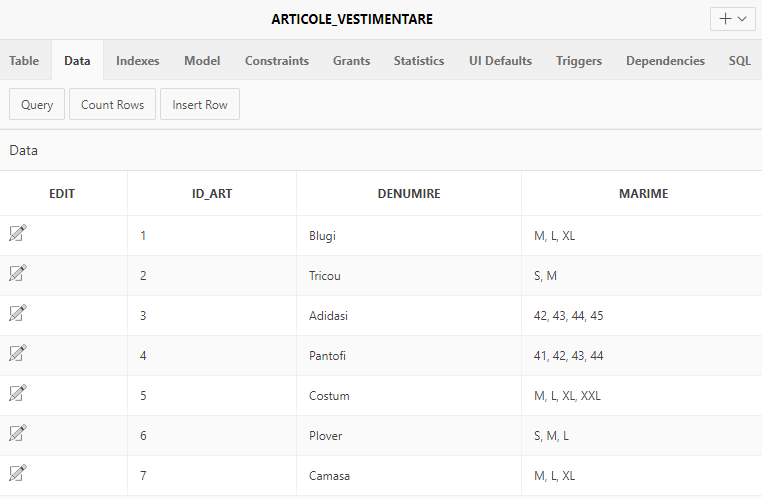 ARTICOLE_VESTIMENTARE
Table Data Indexes Model Constraints Grants Statistics UI Defaults Triggers Dependencies SQL
Query Count Rows Insert Row
Data
EDIT ID_ART DENUMIRE MARIME
1 Blugi M, L, XL
2 Tricou S, M
3 Adidasi 42, 43, 44, 45
4 Pantofi 41, 42, 43, 44
5 Costum M, L, XL, XXL
6 Plover S, M, L
7 Camasa M, L, XL